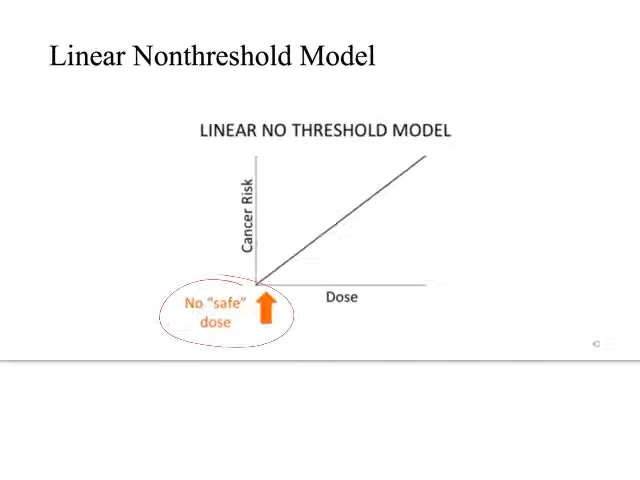 Linear Nonthreshold Model
LINEAR NO THRESHOLD MODEL
Cancer Risk
Dose
No “safe”
dose